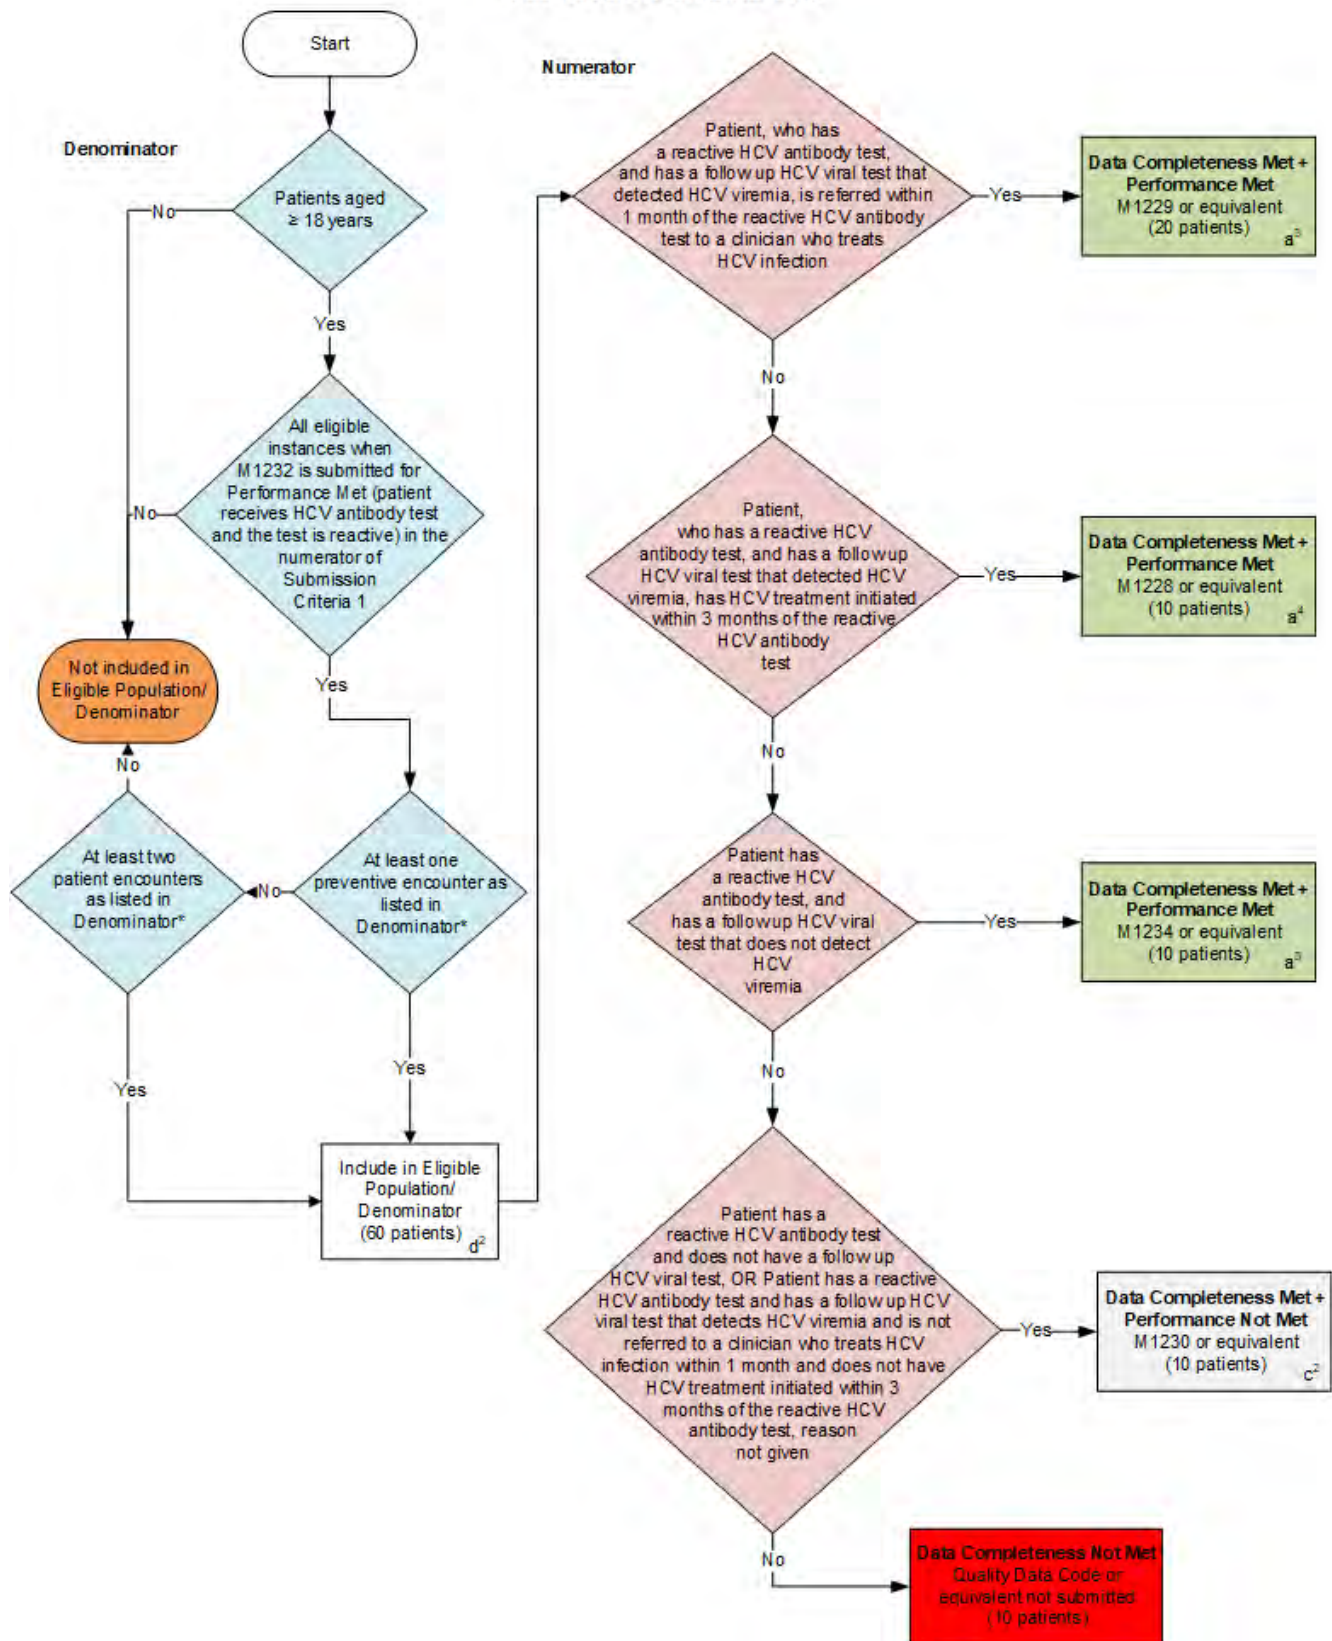 Start
Denominator
Patients aged
≥ 18 years
No
Yes
All eligible
instances when
M1232 is submitted for
Performance Met (patient
receives HCV antibody test
and the test is reactive) in the
numerator of
Submission
Criteria 1
No
Yes
Not included in
Eligible Population/
Denominator
No
At least two
patient encounters
as listed in
Denominator*
No
At least one
preventive encounter as
listed in
Denominator*
Yes
Yes
Include in Eligible
Population/
Denominator
(60 patients)
d²
Numerator
Patient, who has
a reactive HCV antibody test,
and has a follow up HCV viral test that
detected HCV viremia, is referred within
1 month of the reactive HCV antibody
test to a clinician who treats
HCV infection
Yes
Data Completeness Met +
Performance Met
M1229 or equivalent
(20 patients)
No
Patient,
who has a reactive HCV
antibody test, and has a follow up
HCV viral test that detected HCV
viremia, has HCV treatment initiated
within 3 months of the reactive
HCV antibody
test
Yes
Data Completeness Met +
Performance Met
M1228 or equivalent
(10 patients)
a⁴
No
Patient has
a reactive HCV
antibody test, and
has a follow up HCV viral
test that does not detect
HCV
viremia
Yes
Data Completeness Met +
Performance Met
M1234 or equivalent
(10 patients)
No
Patient has a
reactive HCV antibody test
and does not have a follow up
HCV viral test, OR Patient has a reactive
HCV antibody test and has a follow up HCV
viral test that detects HCV viremia and is not
referred to a clinician who treats HCV
infection within 1 month and does not have
HCV treatment initiated within 3
months of the reactive HCV
antibody test, reason
not given
Yes
Data Completeness Met +
Performance Not Met
M1230 or equivalent
(10 patients)
c²
No
Data Completeness Not Met
Quality Data Code or
equivalent not submitted
(10 patients)